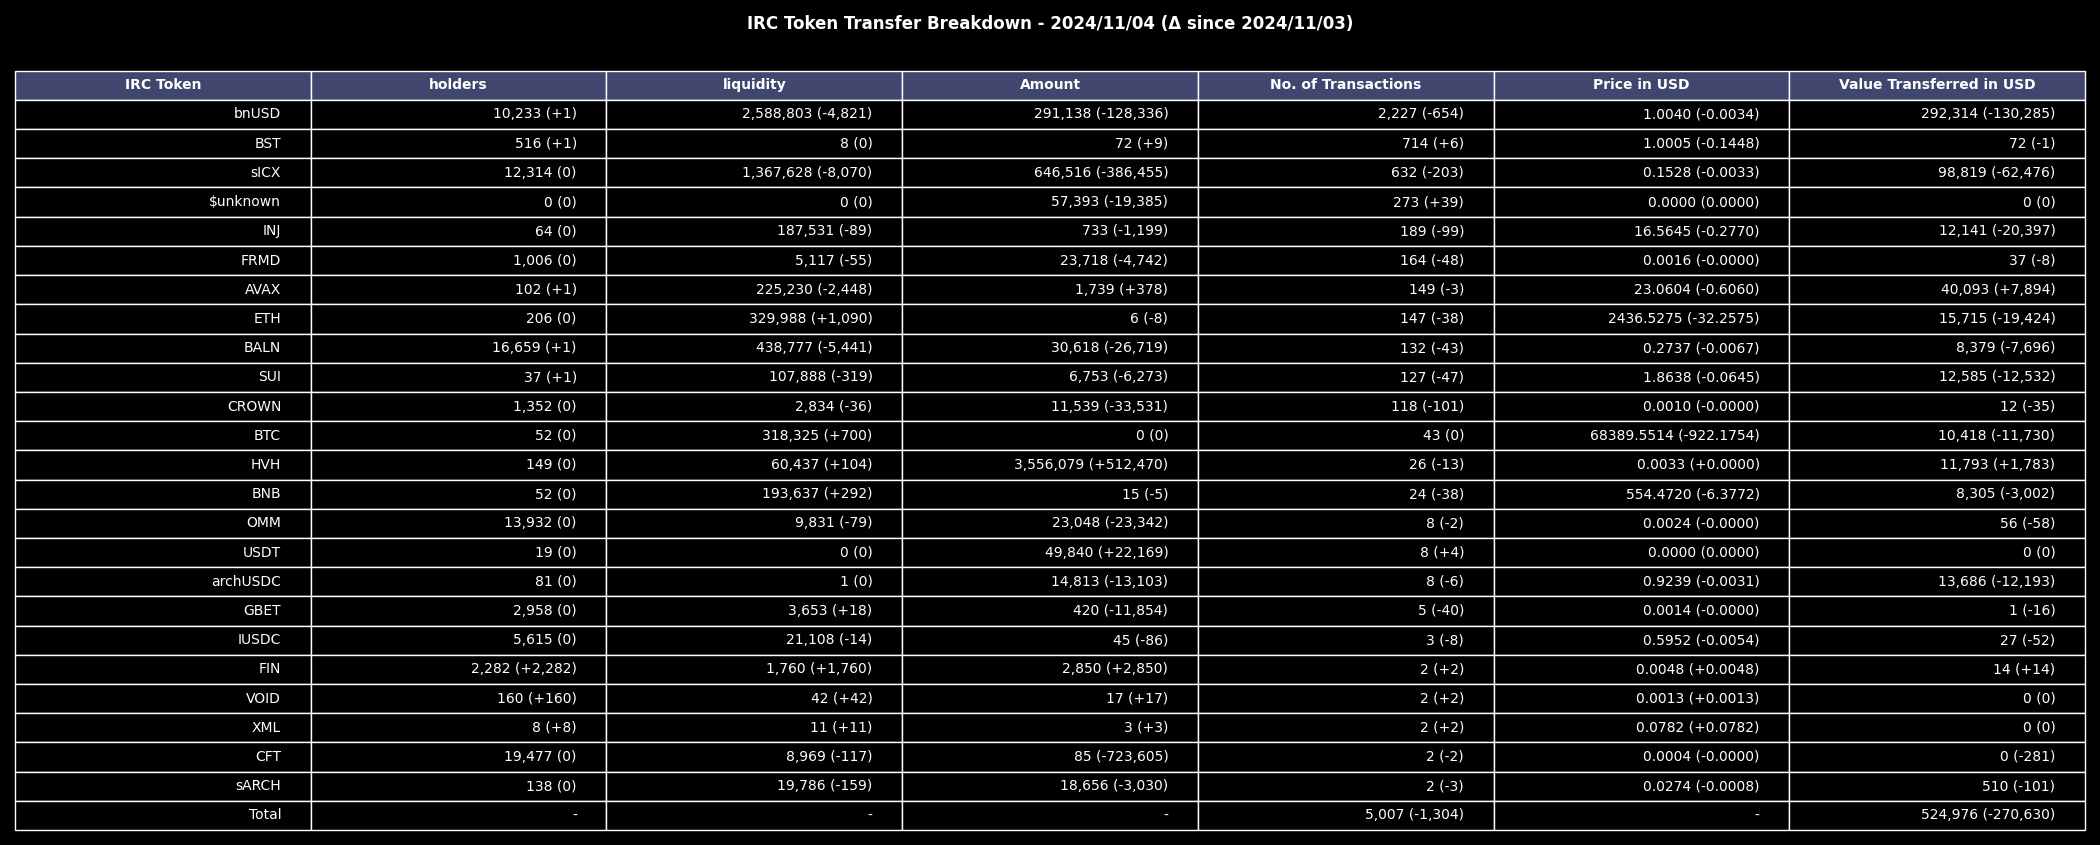 IRC Token Transfer Breakdown - 2024/11/04 (Δ since 2024/11/03)
IRC Token holders liquidity Amount No. of Transactions Price in USD Value Transferred in USD
bnUSD 10,233 (+1) 2,588,803 (-4,821) 291,138 (-128,336) 2,227 (-654) 1.0040 (-0.0034) 292,314 (-130,285)
BST 516 (+1) 8 (0) 72 (+9) 714 (+6) 1.0005 (-0.1448) 72 (-1)
sICX 12,314 (0) 1,367,628 (-8,070) 646,516 (-386,455) 632 (-203) 0.1528 (-0.0033) 98,819 (-62,476)
$unknown 0 (0) 0 (0) 57,393 (-19,385) 273 (+39) 0.0000 (0.0000) 0 (0)
INJ 64 (0) 187,531 (-89) 733 (-1,199) 189 (-99) 16.5645 (-0.2770) 12,141 (-20,397)
FRMD 1,006 (0) 5,117 (-55) 23,718 (-4,742) 164 (-48) 0.0016 (-0.0000) 37 (-8)
AVAX 102 (+1) 225,230 (-2,448) 1,739 (+378) 149 (-3) 23.0604 (-0.6060) 40,093 (+7,894)
ETH 206 (0) 329,988 (+1,090) 6 (-8) 147 (-38) 2436.5275 (-32.2575) 15,715 (-19,424)
BALN 16,659 (+1) 438,777 (-5,441) 30,618 (-26,719) 132 (-43) 0.2737 (-0.0067) 8,379 (-7,696)
SUI 37 (+1) 107,888 (-319) 6,753 (-6,273) 127 (-47) 1.8638 (-0.0645) 12,585 (-12,532)
CROWN 1,352 (0) 2,834 (-36) 11,539 (-33,531) 118 (-101) 0.0010 (-0.0000) 12 (-35)
BTC 52 (0) 318,325 (+700) 0 (0) 43 (0) 68389.5514 (-922.1754) 10,418 (-11,730)
HVH 149 (0) 60,437 (+104) 3,556,079 (+512,470) 26 (-13) 0.0033 (+0.0000) 11,793 (+1,783)
BNB 52 (0) 193,637 (+292) 15 (-5) 24 (-38) 554.4720 (-6.3772) 8,305 (-3,002)
OMM 13,932 (0) 9,831 (-79) 23,048 (-23,342) 8 (-2) 0.0024 (-0.0000) 56 (-58)
USDT 19 (0) 0 (0) 49,840 (+22,169) 8 (+4) 0.0000 (0.0000) 0 (0)
archUSDC 81 (0) 1 (0) 14,813 (-13,103) 8 (-6) 0.9239 (-0.0031) 13,686 (-12,193)
GBET 2,958 (0) 3,653 (+18) 420 (-11,854) 5 (-40) 0.0014 (-0.0000) 1 (-16)
IUSDC 5,615 (0) 21,108 (-14) 45 (-86) 3 (-8) 0.5952 (-0.0054) 27 (-52)
FIN 2,282 (+2,282) 1,760 (+1,760) 2,850 (+2,850) 2 (+2) 0.0048 (+0.0048) 14 (+14)
VOID 160 (+160) 42 (+42) 17 (+17) 2 (+2) 0.0013 (+0.0013) 0 (0)
XML 8 (+8) 11 (+11) 3 (+3) 2 (+2) 0.0782 (+0.0782) 0 (0)
CFT 19,477 (0) 8,969 (-117) 85 (-723,605) 2 (-2) 0.0004 (-0.0000) 0 (-281)
sARCH 138 (0) 19,786 (-159) 18,656 (-3,030) 2 (-3) 0.0274 (-0.0008) 510 (-101)
Total - - - 5,007 (-1,304) - 524,976 (-270,630)